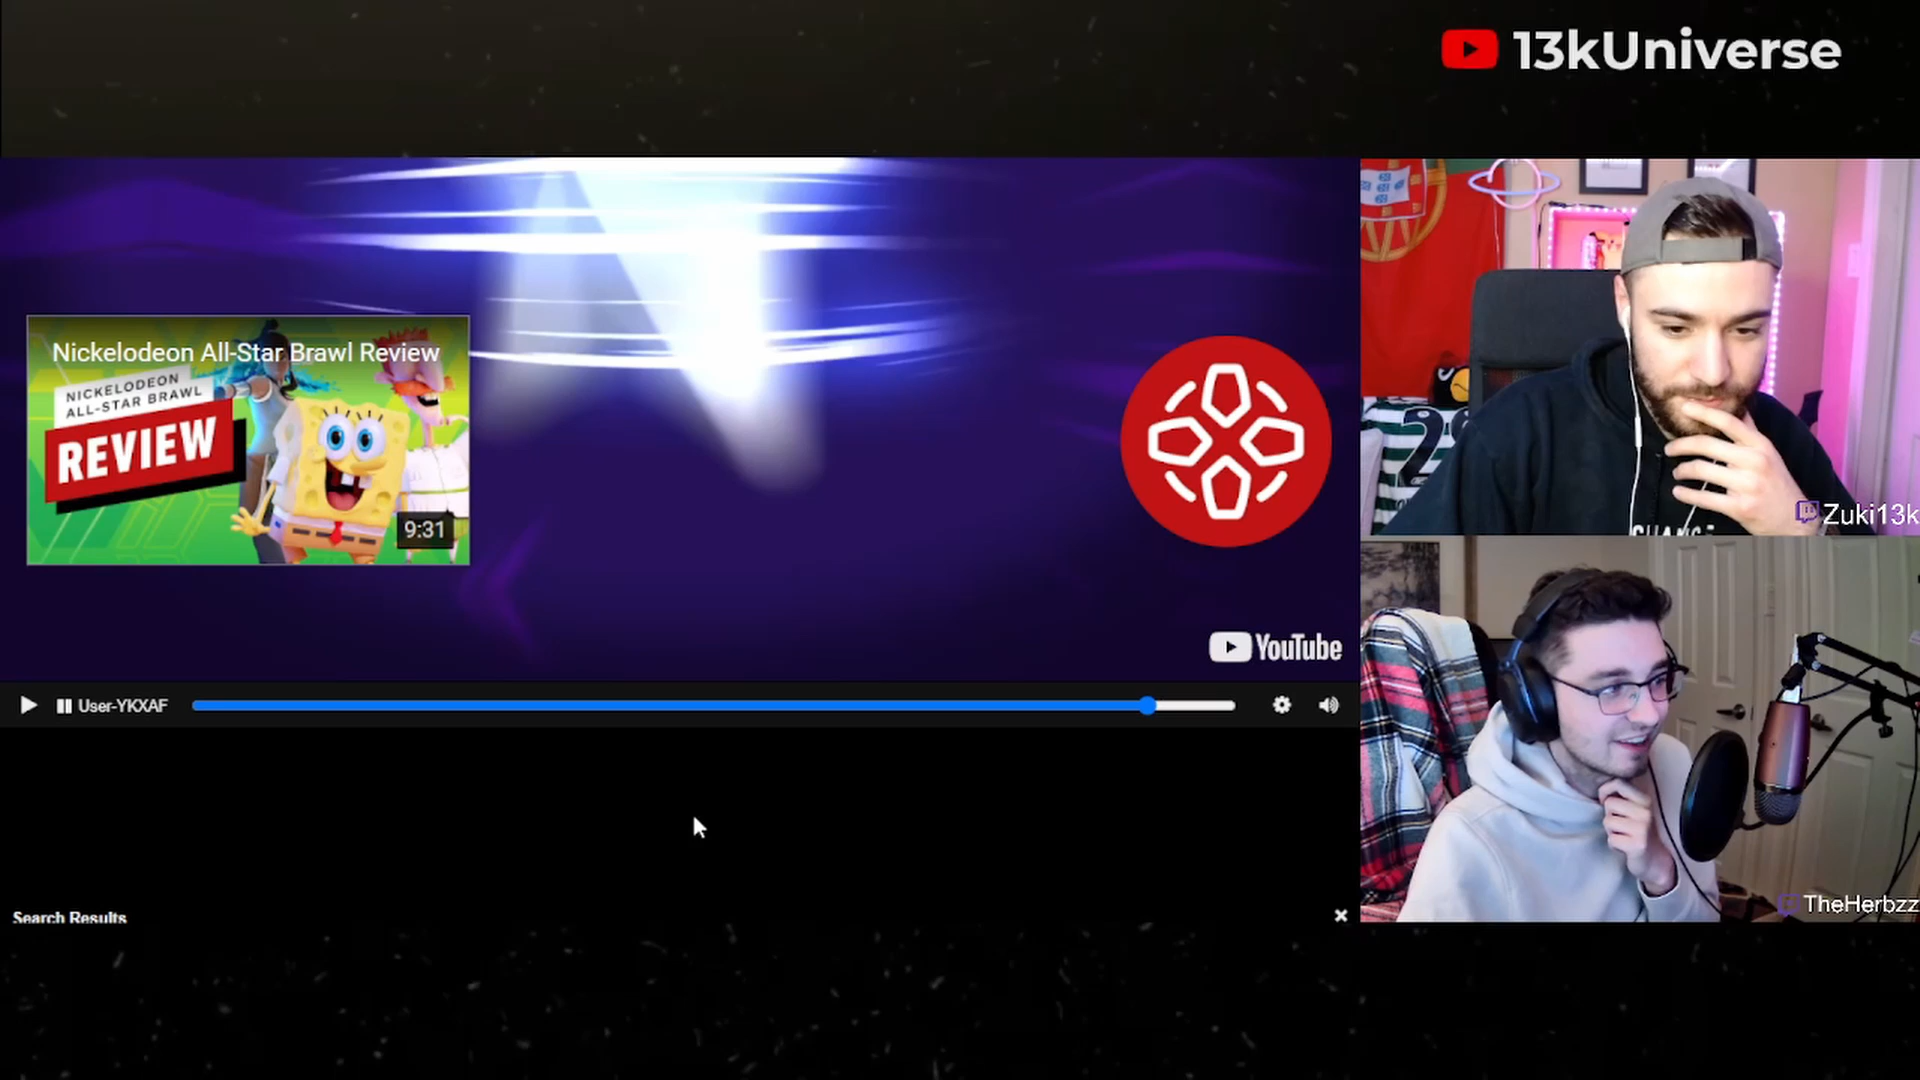 13kUniverse
Nickelodeon All-Star Brawl Review
NICKELODEON
ALL-STAR BRAWL
REVIEW
9:31
YouTube
User-YKXAF
Search Results
Zuki13k
TheHerbzz